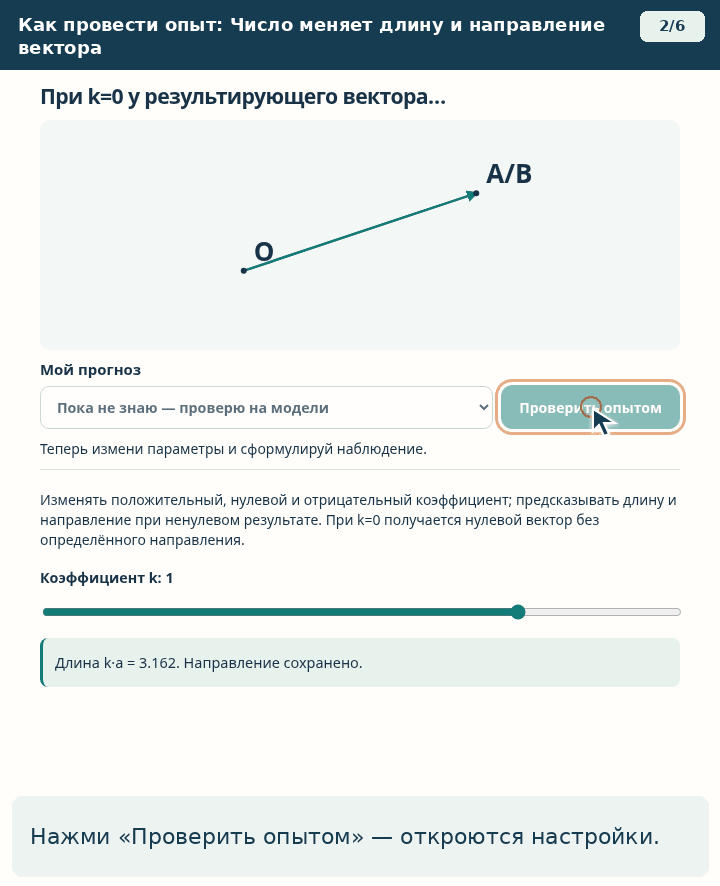 Как провести опыт: Число меняет длину и направление
вектора
2/6
При k=0 у результирующего вектора...
A/B
O
Мой прогноз
Пока не знаю — проверю на модели
Проверить опытом
Теперь измени параметры и сформулируй наблюдение.
Изменять положительный, нулевой и отрицательный коэффициент; предсказывать длину и
направление при ненулевом результате. При k=0 получается нулевой вектор без
определённого направления.
Коэффициент k: 1
Длина k·a = 3.162. Направление сохранено.
Нажми «Проверить опытом» — откроются настройки.